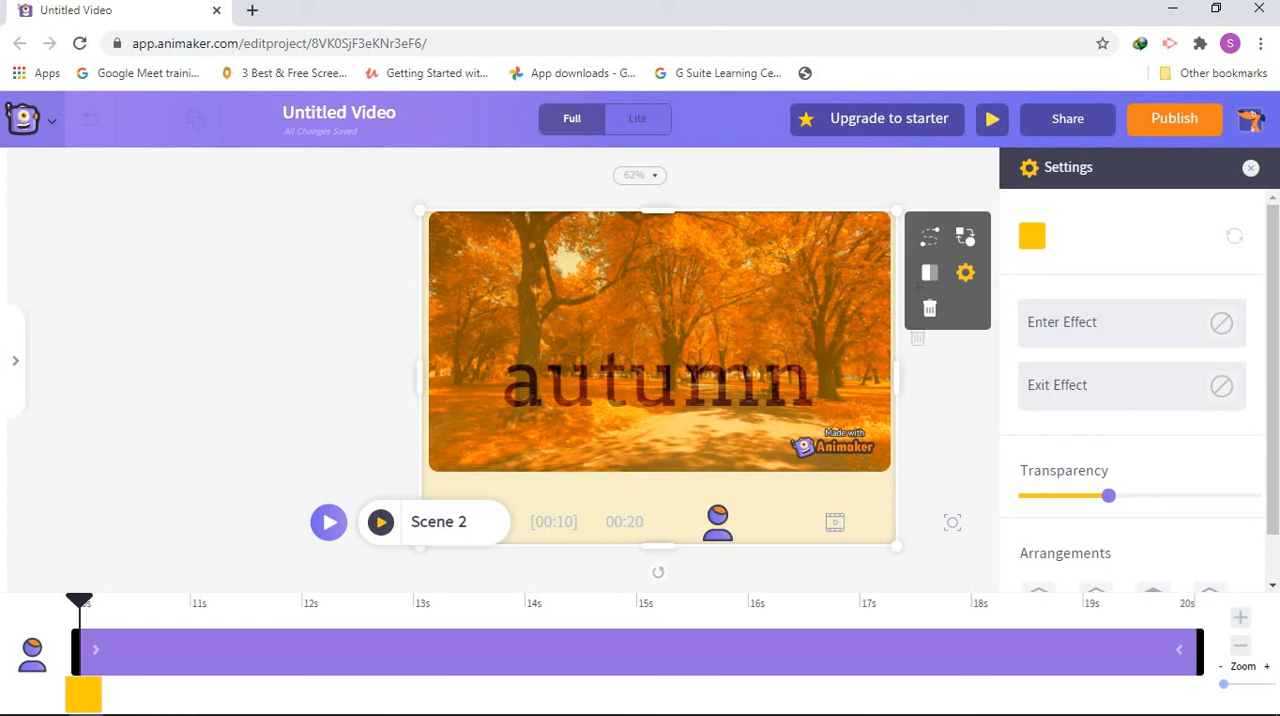 Untitled Video
app.animaker.com/editproject/8VK0SjF3eKNr3eF6/
S
Apps
Google Meet traini...
3 Best & Free Scree...
Getting Started wit...
App downloads - G...
G Suite Learning Ce...
Other bookmarks
Untitled Video
All Changes Saved
Full
Lite
Upgrade to starter
Share
Publish
62%
Settings
autumn
Made with
Animaker
Enter Effect
Exit Effect
Transparency
Arrangements
Scene 2
[00:10]
00:20
11s
12s
13s
14s
15s
16s
17s
18s
19s
20s
- Zoom +